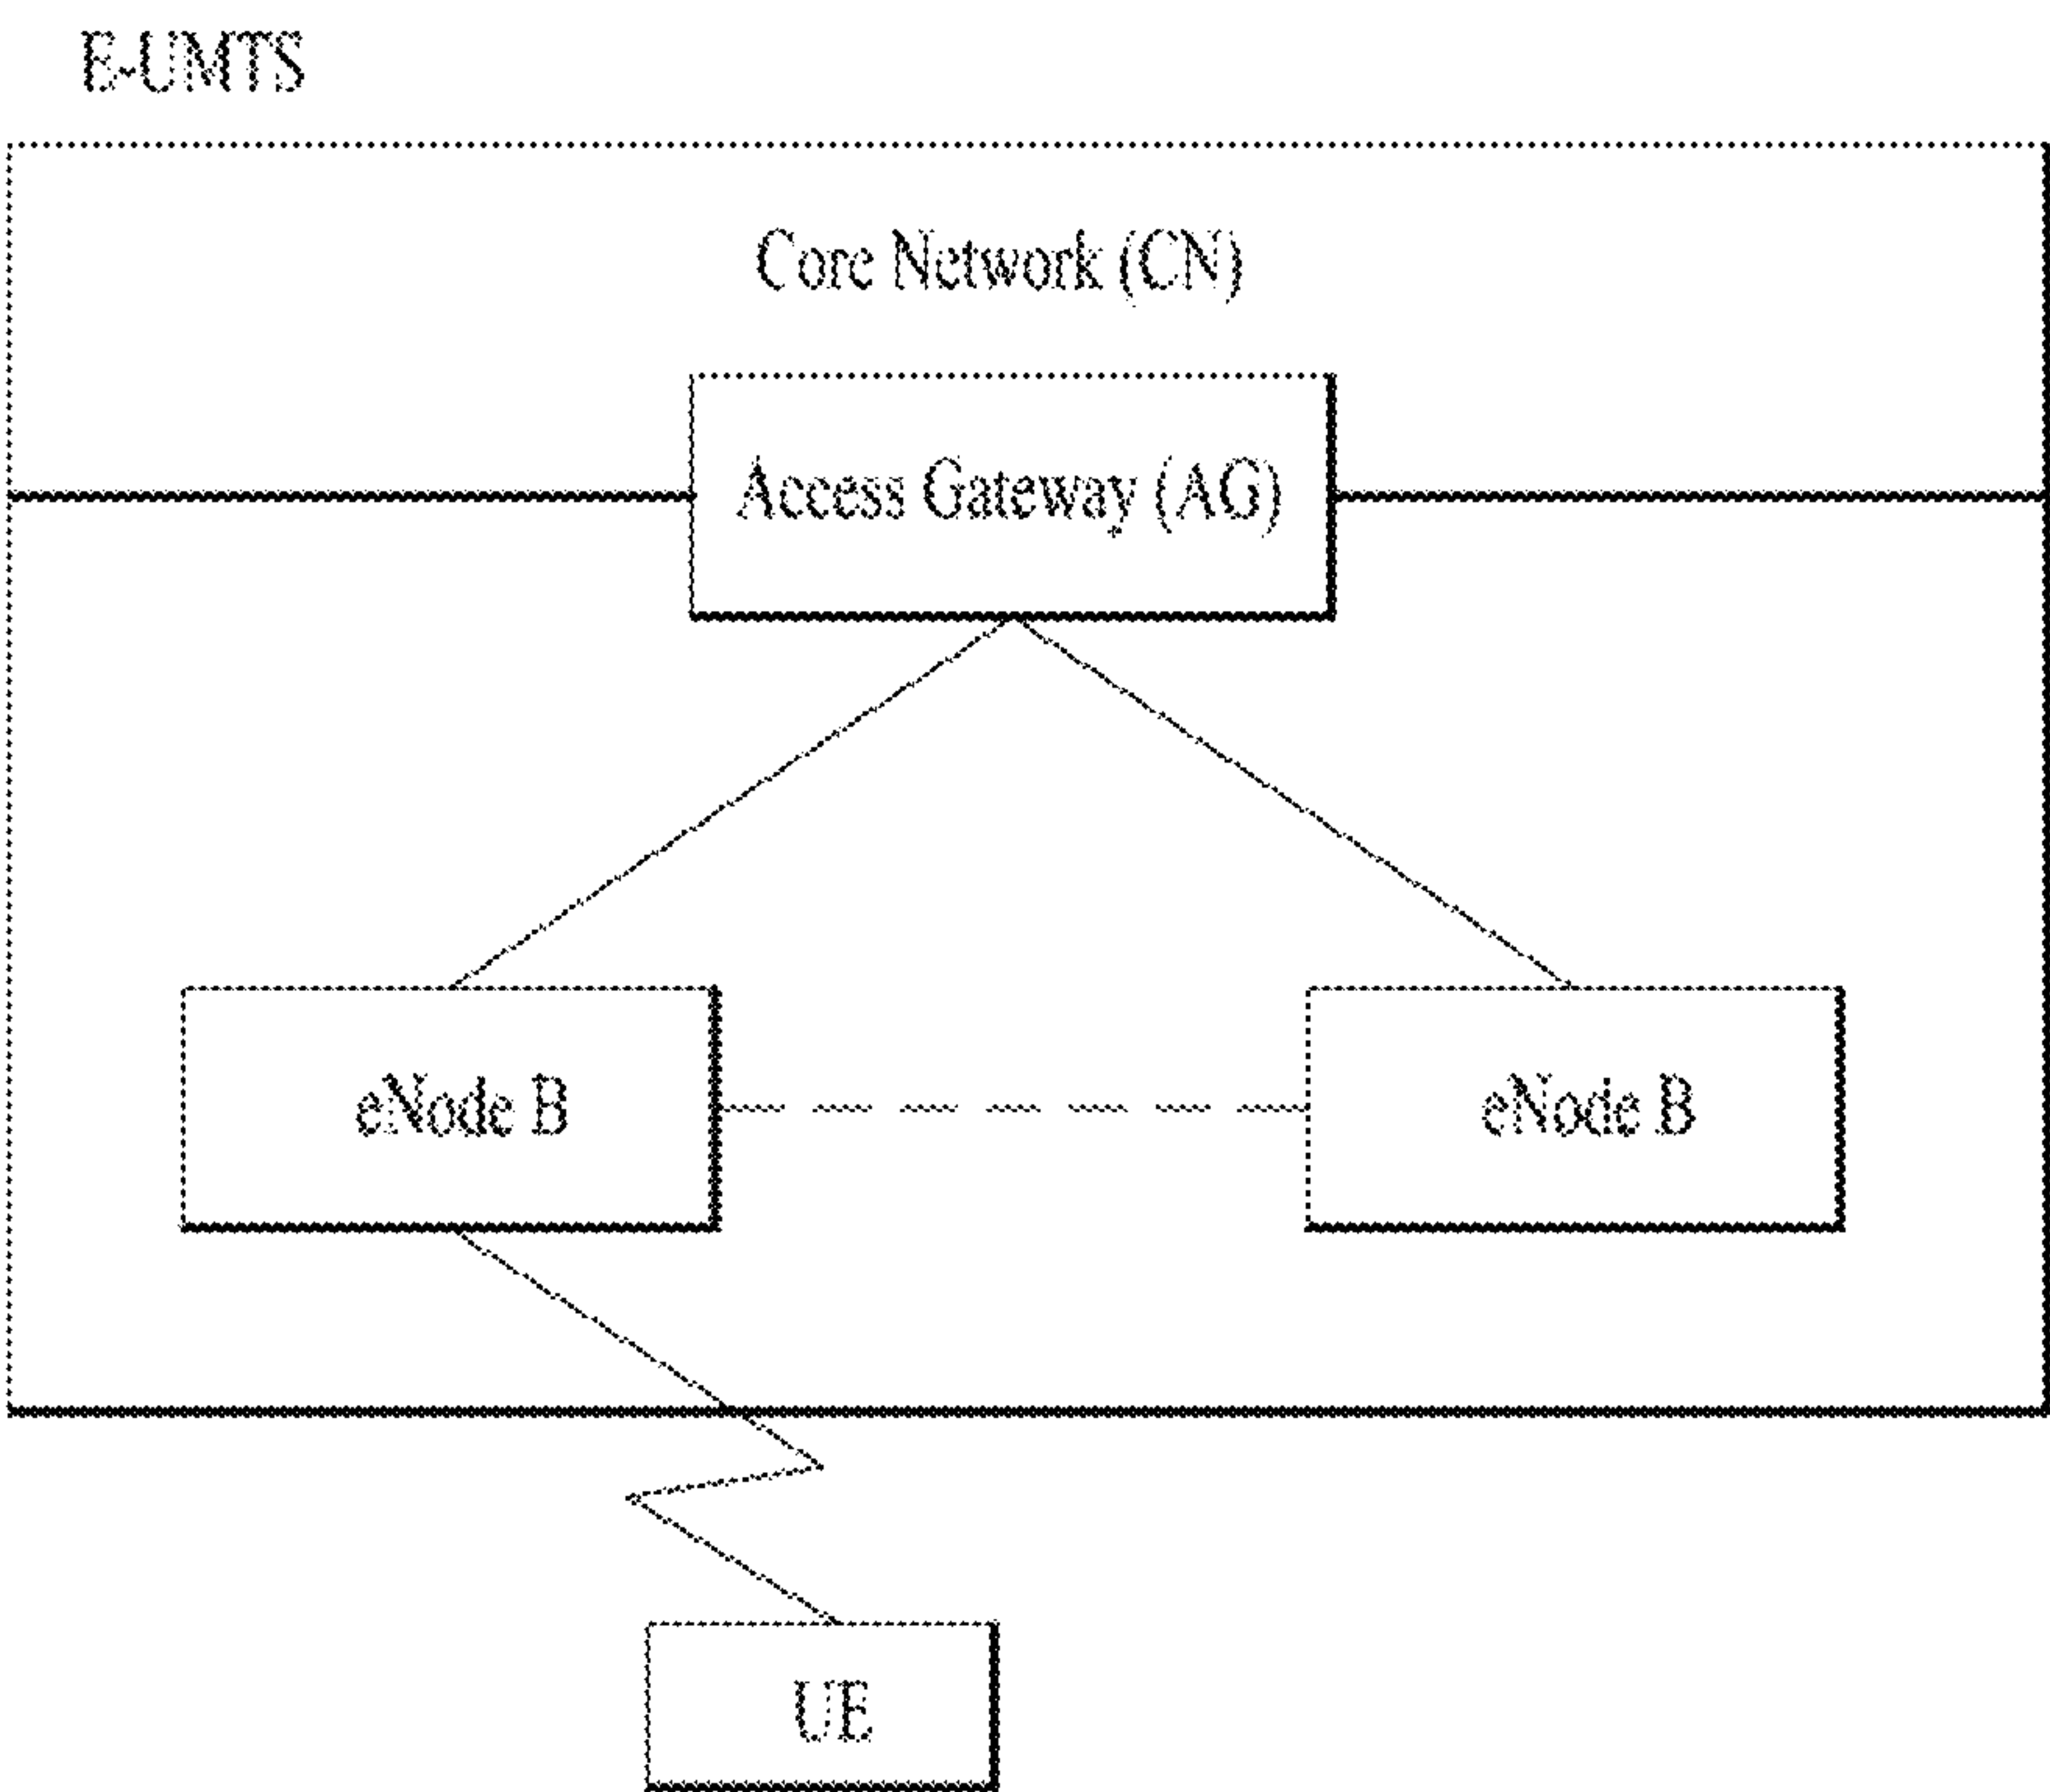 E-UMTS
Core Network (CN)
Access Gateway (AG)
eNode B
eNode B
UE